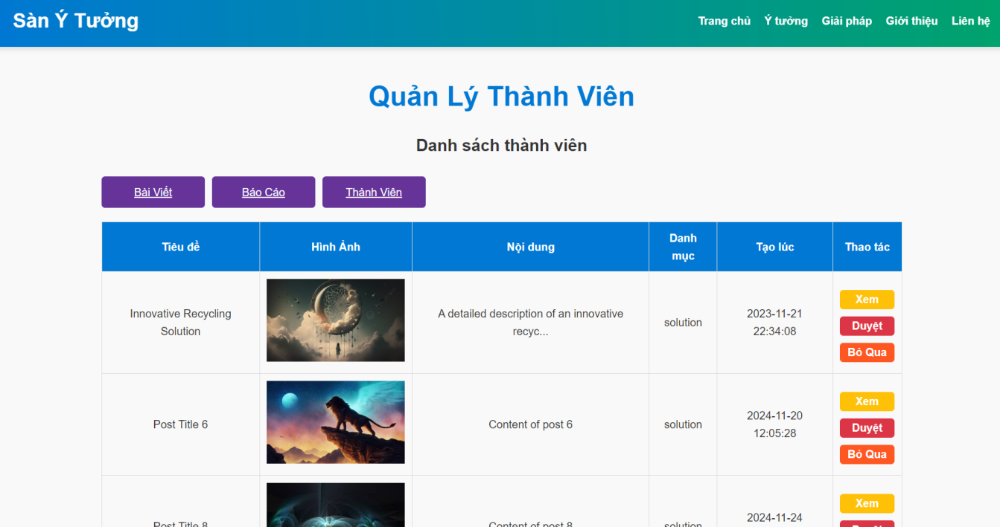 Sàn Ý Tưởng
Trang chủ Ý tưởng Giải pháp Giới thiệu Liên hệ
Quản Lý Thành Viên
Danh sách thành viên
Bài Viết Báo Cáo Thành Viên
Tiêu đề Hình Ảnh Nội dung Danh mục Tạo lúc Thao tác
Innovative Recycling
Solution
A detailed description of an innovative
recyc...
solution
2023-11-21
22:34:08
Xem
Duyệt
Bỏ Qua
Post Title 6
Content of post 6
solution
2024-11-20
12:05:28
Xem
Duyệt
Bỏ Qua
Post Title 8
Content of post 8
solution
2024-11-24
Xem
Duyệt